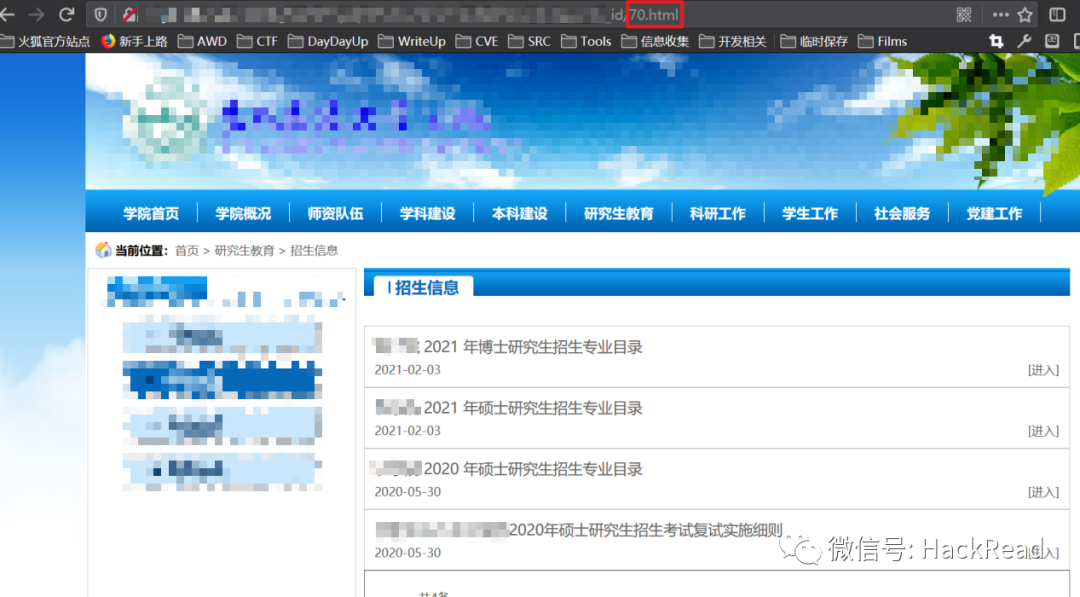 id/70.html
火狐官方站点 新手上路 AWD CTF DayDayUp WriteUp CVE SRC Tools 信息收集 开发相关 临时保存 Films
学院首页 学院概况 师资队伍 学科建设 本科建设 研究生教育 科研工作 学生工作 社会服务 党建工作
当前位置: 首页 > 研究生教育 > 招生信息
招生信息
2021 年博士研究生招生专业目录
2021-02-03 [进入]
2021 年硕士研究生招生专业目录
2021-02-03 [进入]
2020 年硕士研究生招生专业目录
2020-05-30 [进入]
2020年硕士研究生招生考试复试实施细则
2020-05-30 [进入]
微信号: HackRead
共4条